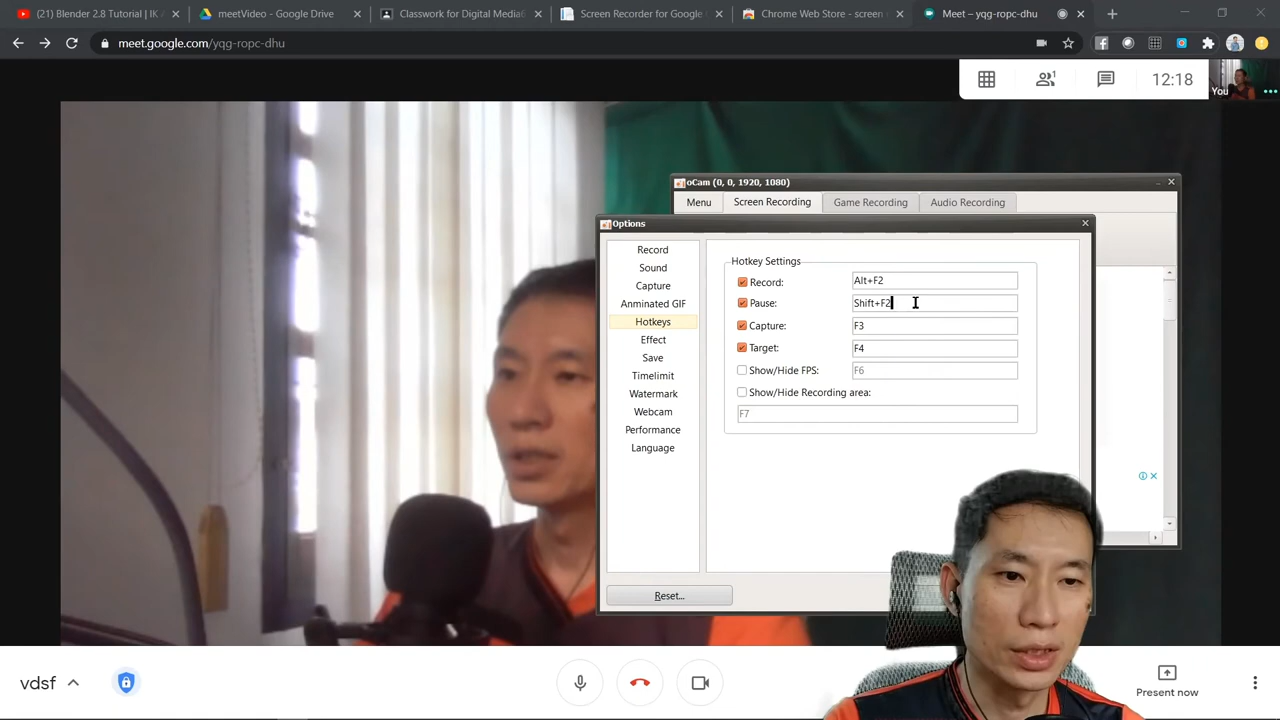 (21) Blender 2.8 Tutorial | IK A
meetVideo - Google Drive
Classwork for Digital Media6
Screen Recorder for Google
Chrome Web Store - screen
Meet – yqg-ropc-dhu
meet.google.com/yqg-ropc-dhu
12:18
You
oCam (0, 0, 1920, 1080)
Menu
Screen Recording
Game Recording
Audio Recording
Options
Record
Sound
Capture
Anminated GIF
Hotkeys
Effect
Save
Timelimit
Watermark
Webcam
Performance
Language
Hotkey Settings
Record: Alt+F2
Pause: Shift+F2
Capture: F3
Target: F4
Show/Hide FPS: F6
Show/Hide Recording area:
F7
Reset...
vdsf
Present now